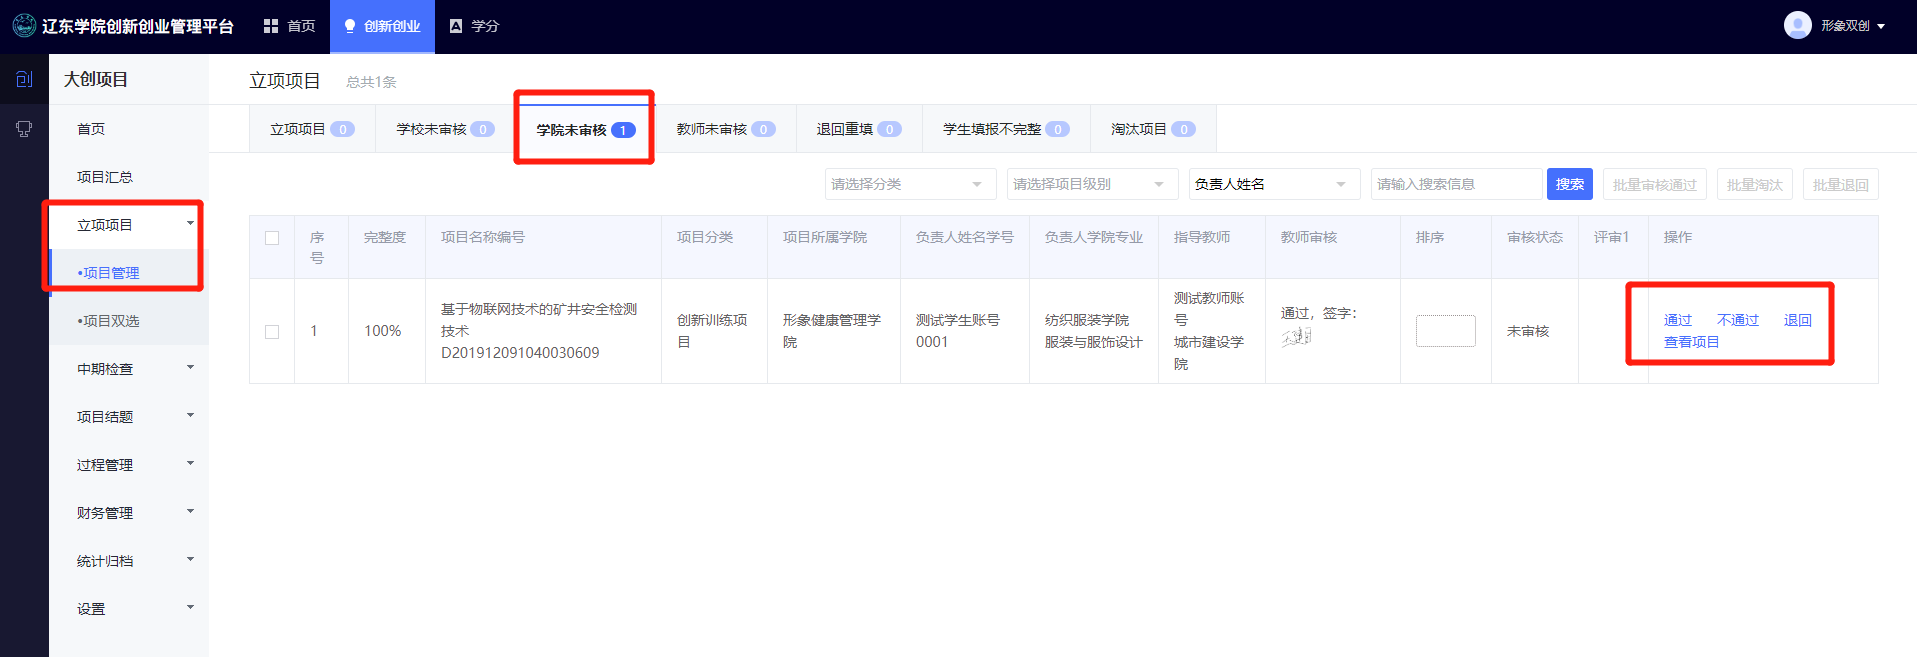 辽东学院创新创业管理平台 首页 创新创业 学分 形象双创
大创项目
首页
项目汇总
立项项目
•项目管理
•项目双选
中期检查
项目结题
过程管理
财务管理
统计归档
设置
立项项目 总共1条
立项项目 0 学校未审核 0 学院未审核 1 教师未审核 0 退回重填 0 学生填报不完整 0 淘汰项目 0
请选择分类 请选择项目级别 负责人姓名 请输入搜索信息 搜索 批量审核通过 批量淘汰 批量退回
序号 完整度 项目名称编号 项目分类 项目所属学院 负责人姓名学号 负责人学院专业 指导教师 教师审核 排序 审核状态 评审1 操作
1
100%
基于物联网技术的矿井安全检测
技术
D201912091040030609
创新训练项
目
形象健康管理学
院
测试学生账号
0001
纺织服装学院
服装与服饰设计
测试教师账
号
城市建设学
院
通过，签字：
未审核
通过 不通过 退回
查看项目